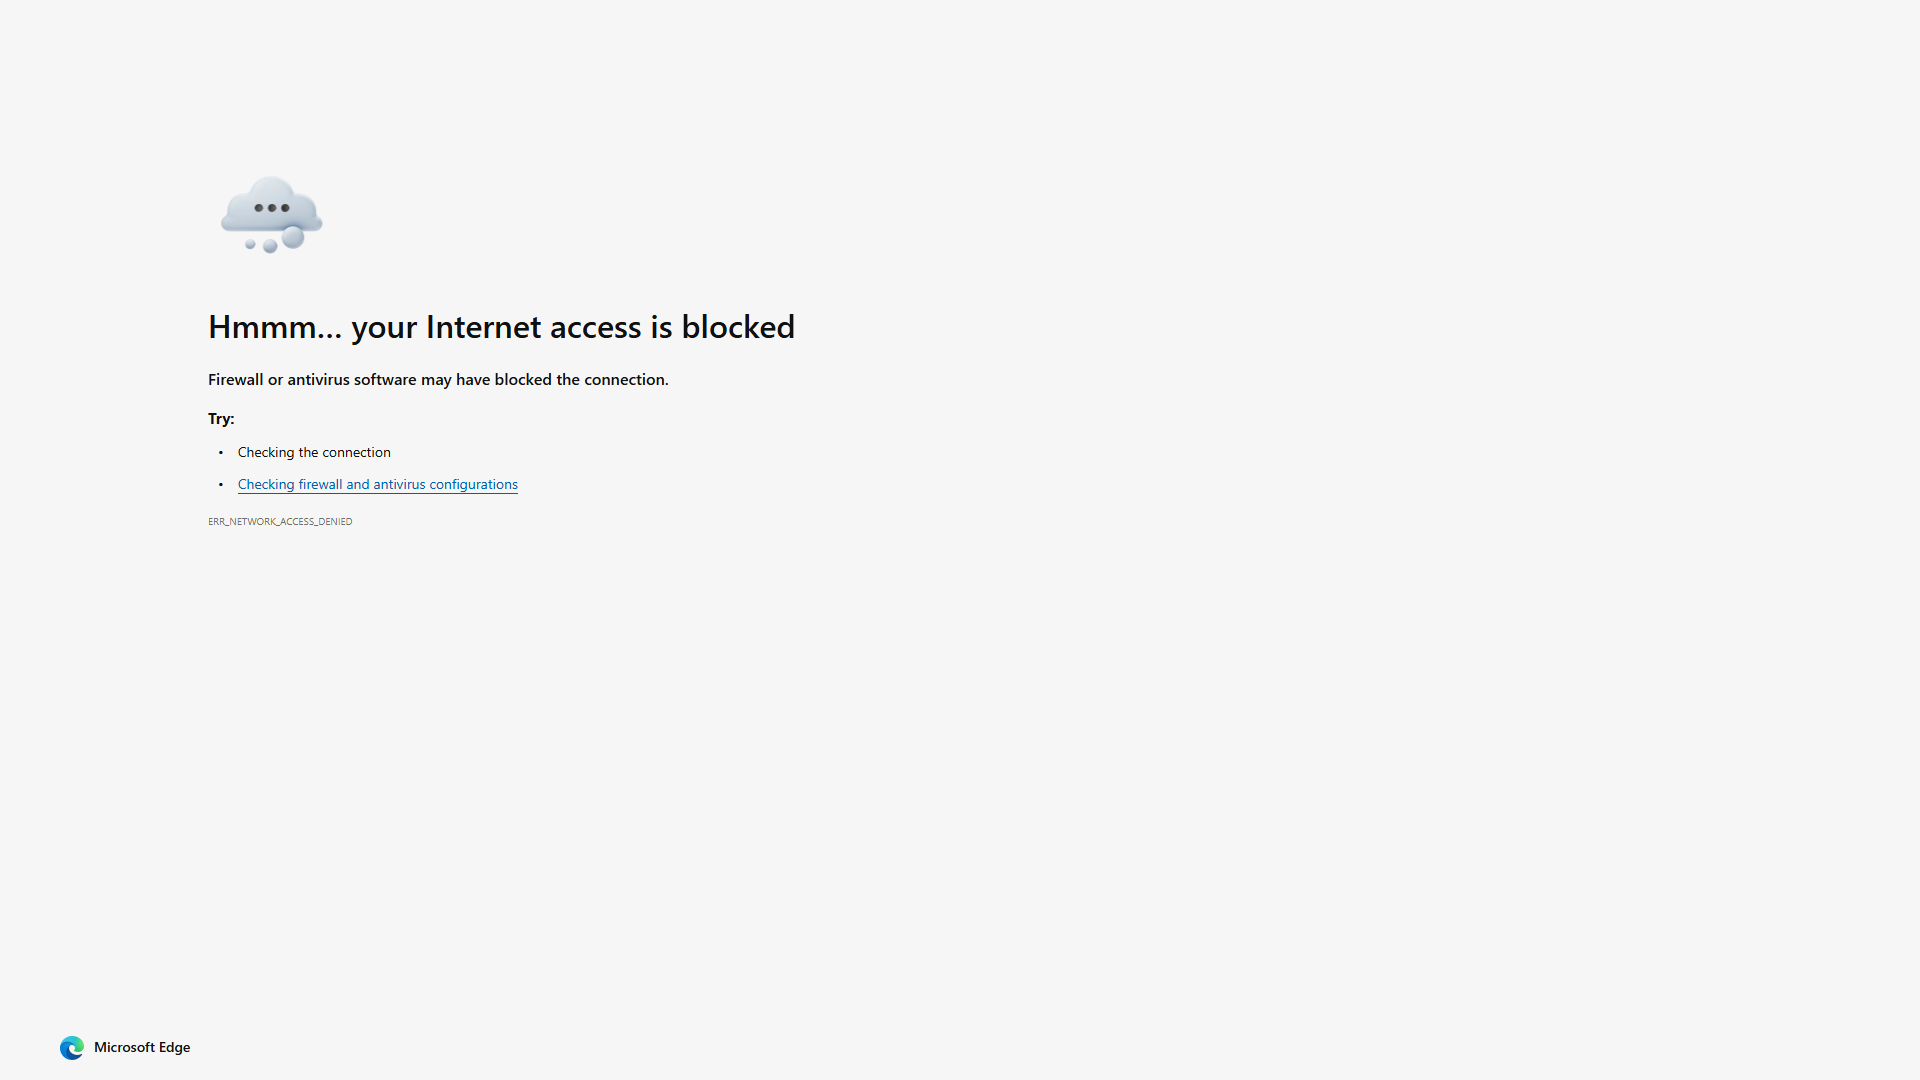 Hmmm… your Internet access is blocked
Firewall or antivirus software may have blocked the connection.
Try:
• Checking the connection
• Checking firewall and antivirus configurations
ERR_NETWORK_ACCESS_DENIED
Microsoft Edge